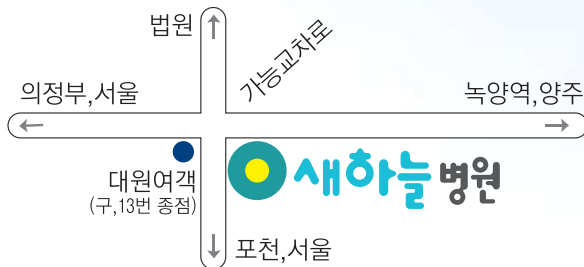 법원
가능교차로
의정부,서울
녹양역,양주
대원여객
(구,13번 종점)
새하늘병원
포천,서울